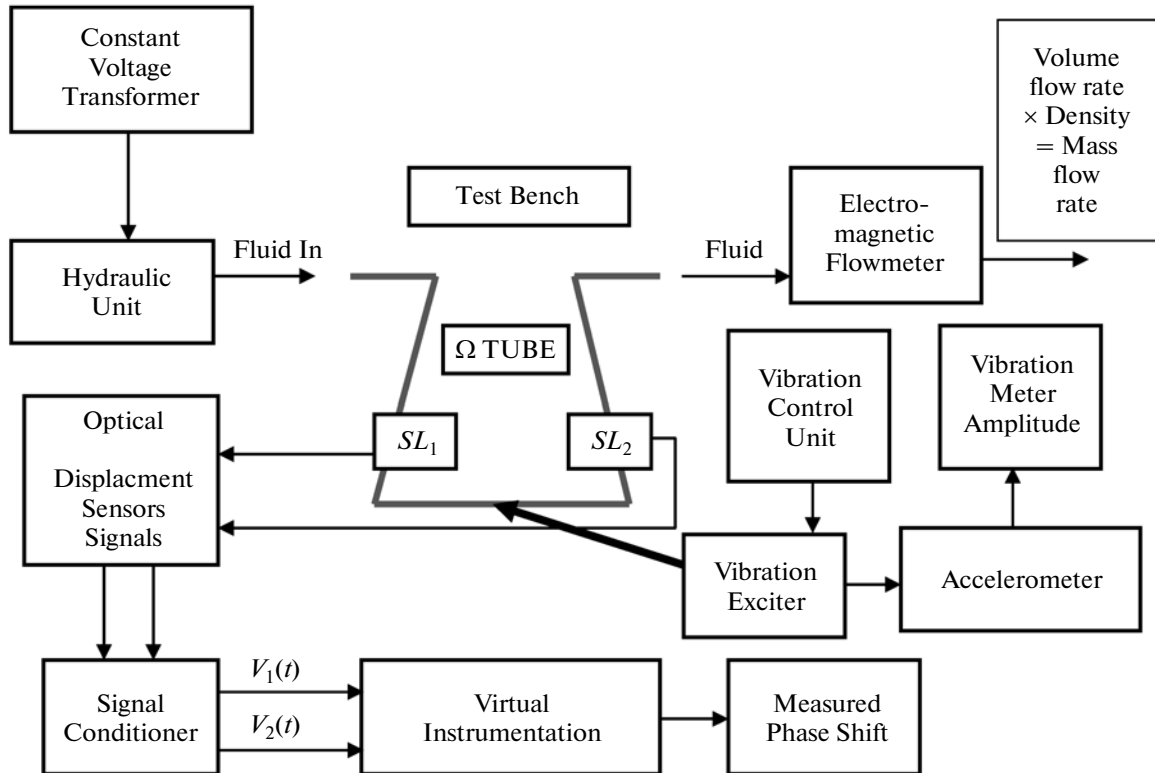 Constant
Voltage
Transformer
Volume
flow rate
× Density
= Mass
flow
rate
Test Bench
Electro-
magnetic
Flowmeter
Hydraulic
Unit
Fluid In
Fluid
Ω TUBE
Vibration
Control
Unit
Vibration
Meter
Amplitude
Optical
Displacment
Sensors
Signals
SL₁
SL₂
Vibration
Exciter
Accelerometer
Signal
Conditioner
V₁(t)
V₂(t)
Virtual
Instrumentation
Measured
Phase Shift